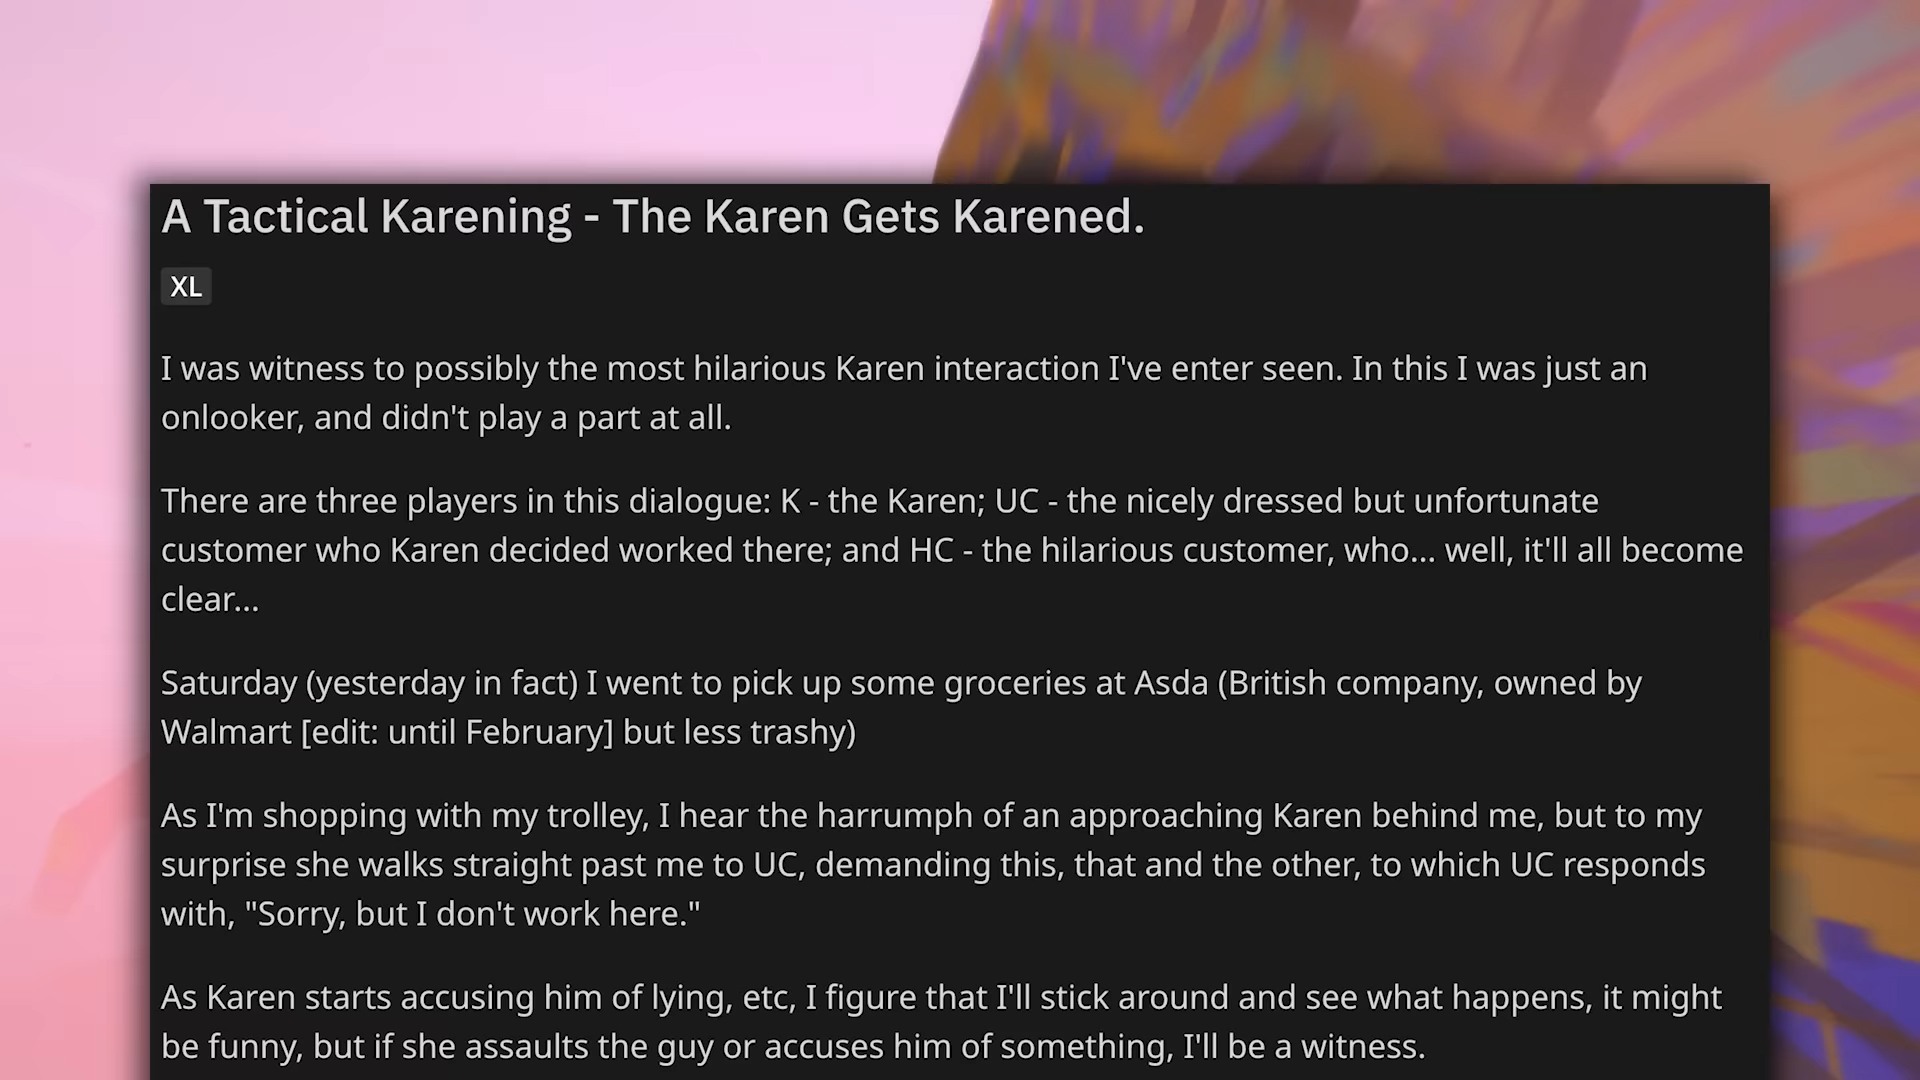 A Tactical Karening - The Karen Gets Karened.
XL
I was witness to possibly the most hilarious Karen interaction I've enter seen. In this I was just an
onlooker, and didn't play a part at all.
There are three players in this dialogue: K - the Karen; UC - the nicely dressed but unfortunate
customer who Karen decided worked there; and HC - the hilarious customer, who... well, it'll all become
clear...
Saturday (yesterday in fact) I went to pick up some groceries at Asda (British company, owned by
Walmart [edit: until February] but less trashy)
As I'm shopping with my trolley, I hear the harrumph of an approaching Karen behind me, but to my
surprise she walks straight past me to UC, demanding this, that and the other, to which UC responds
with, "Sorry, but I don't work here."
As Karen starts accusing him of lying, etc, I figure that I'll stick around and see what happens, it might
be funny, but if she assaults the guy or accuses him of something, I'll be a witness.